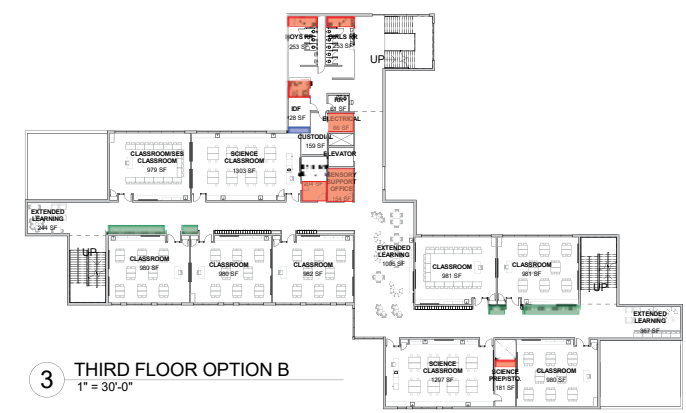 BOYS RR
253 SF
GIRLS RR
253 SF
UP
RR
61 SF
IDF
128 SF
ELECTRICAL
86 SF
CUSTODIAL
159 SF
ELEVATOR
CLASSROOM/SES
CLASSROOM
979 SF
SCIENCE
CLASSROOM
1303 SF
SENSORY
SUPPORT
OFFICE
154 SF
EXTENDED
LEARNING
244 SF
UP
CLASSROOM
980 SF
CLASSROOM
980 SF
CLASSROOM
982 SF
EXTENDED
LEARNING
CLASSROOM
981 SF
CLASSROOM
981 SF
UP
EXTENDED
LEARNING
367 SF
SCIENCE
CLASSROOM
1297 SF
SCIENCE
PREP/STO.
181 SF
CLASSROOM
980 SF
3
THIRD FLOOR OPTION B
1" = 30'-0"